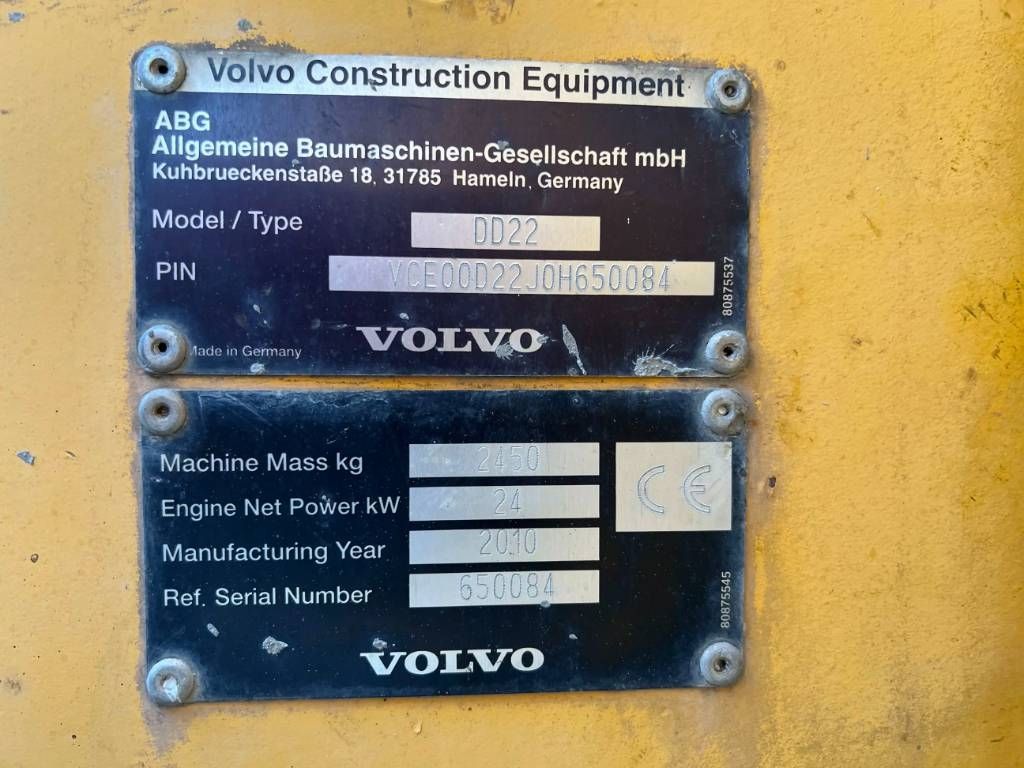 Volvo Construction Equipment
ABG
Allgemeine Baumaschinen-Gesellschaft mbH
Kuhbrueckenstaße 18, 31785 Hameln, Germany
Model / Type DD22
PIN VCE00D22J0H650084
80875537
VOLVO
Made in Germany
Machine Mass kg 2450
Engine Net Power kW 24
Manufacturing Year 2010
Ref. Serial Number 650084
CE
80875545
VOLVO